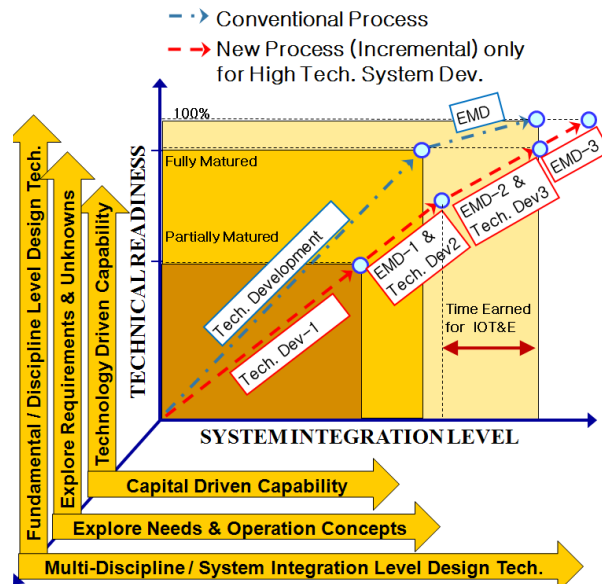 Conventional Process
New Process (Incremental) only
for High Tech. System Dev.
100%
EMD
Fully Matured
EMD-3
EMD-2 &
Tech. Dev3
Partially Matured
EMD-1 &
Tech. Dev2
Tech. Development
Tech. Dev-1
Time Earned
for IOT&E
TECHNICAL READINESS
SYSTEM INTEGRATION LEVEL
Fundamental / Discipline Level Design Tech.
Explore Requirements & Unknowns
Technology Driven Capability
Capital Driven Capability
Explore Needs & Operation Concepts
Multi-Discipline / System Integration Level Design Tech.